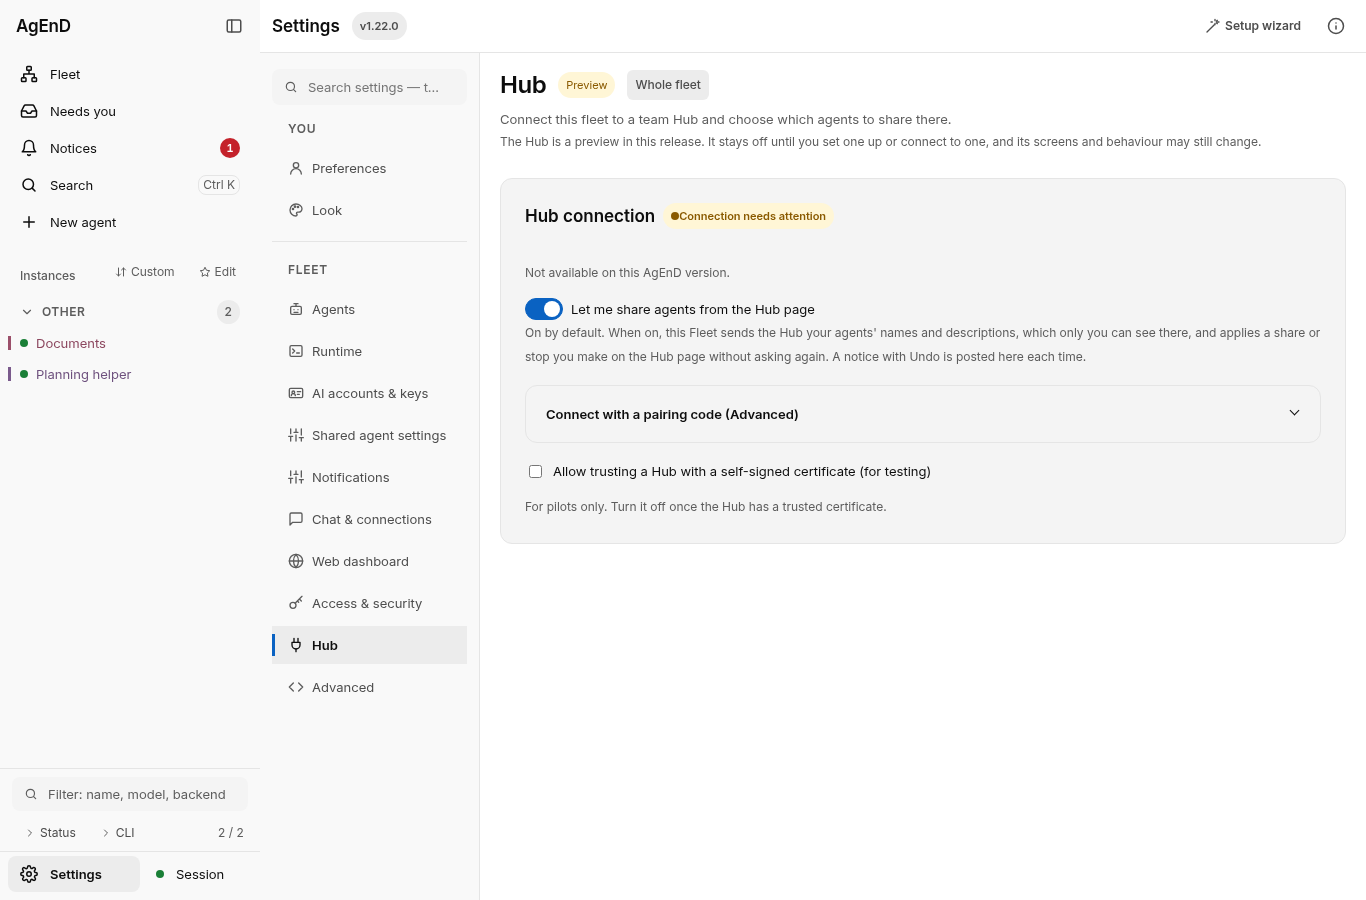 AgEnD
Fleet
Needs you
Notices
1
Search
Ctrl K
New agent
Instances
Custom
Edit
OTHER
2
Documents
Planning helper
Filter: name, model, backend
Status
CLI
2 / 2
Settings
Session
Settings
v1.22.0
Setup wizard
Search settings — t...
YOU
Preferences
Look
FLEET
Agents
Runtime
AI accounts & keys
Shared agent settings
Notifications
Chat & connections
Web dashboard
Access & security
Hub
Advanced
Hub
Preview
Whole fleet
Connect this fleet to a team Hub and choose which agents to share there.
The Hub is a preview in this release. It stays off until you set one up or connect to one, and its screens and behaviour may still change.
Hub connection
Connection needs attention
Not available on this AgEnD version.
Let me share agents from the Hub page
On by default. When on, this Fleet sends the Hub your agents' names and descriptions, which only you can see there, and applies a share or
stop you make on the Hub page without asking again. A notice with Undo is posted here each time.
Connect with a pairing code (Advanced)
Allow trusting a Hub with a self-signed certificate (for testing)
For pilots only. Turn it off once the Hub has a trusted certificate.